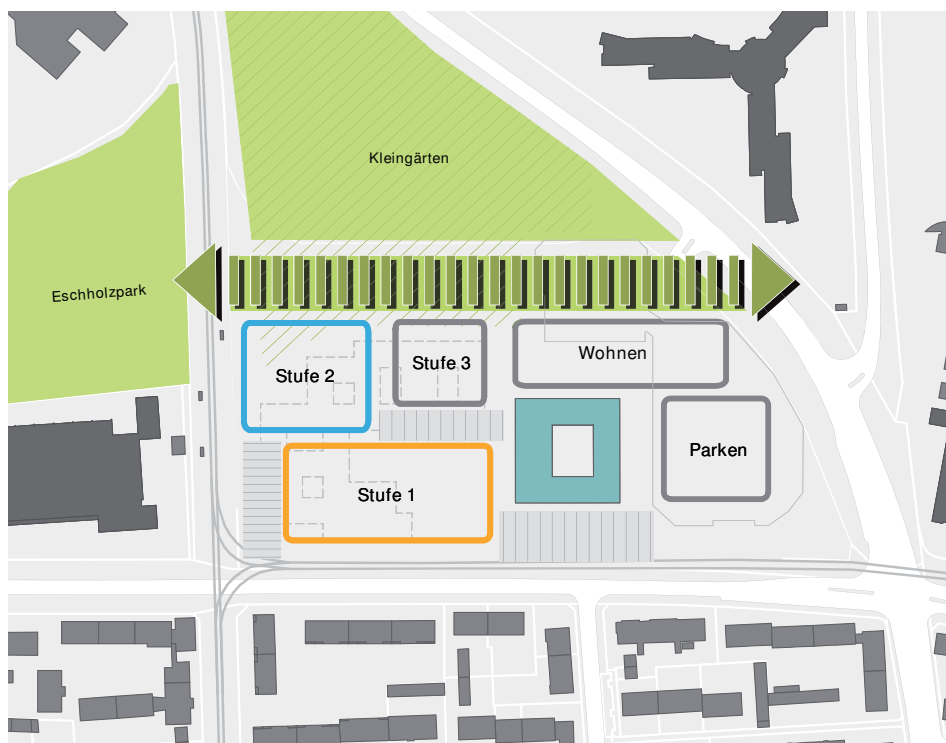 Kleingärten
Eschholzpark
Wohnen
Stufe 3
Stufe 2
Parken
Stufe 1